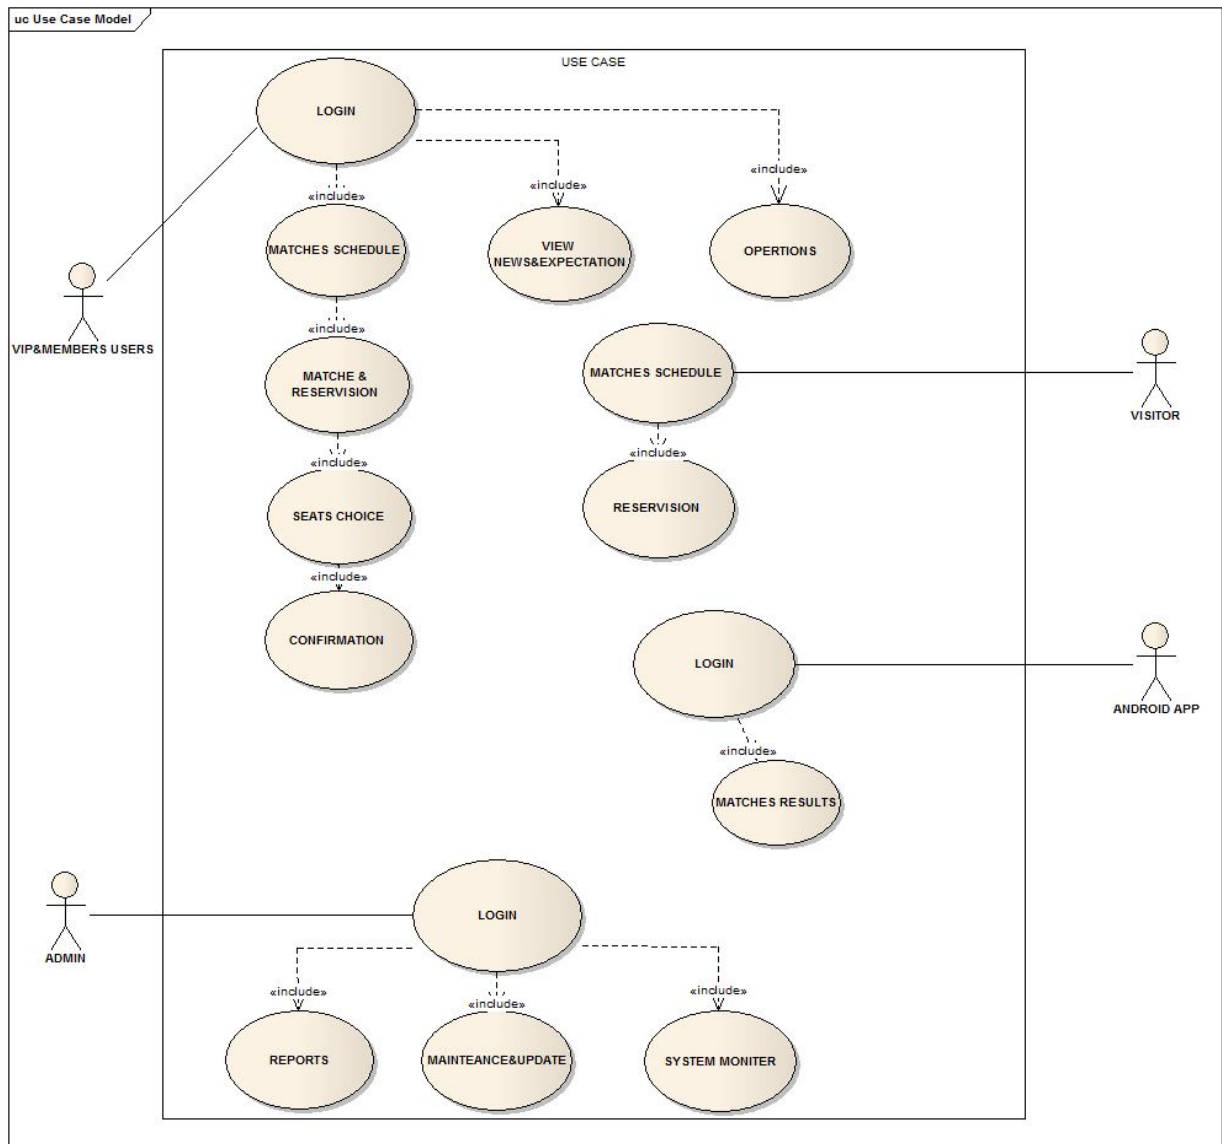 uc Use Case Model
USE CASE
LOGIN
«include»
«include»
«include»
MATCHES SCHEDULE
VIEW
NEWS&EXPECTATION
OPERTIONS
VIP&MEMBERS USERS
«include»
MATCHE &
RESERVISION
MATCHES SCHEDULE
VISITOR
«include»
«include»
SEATS CHOICE
RESERVISION
«include»
CONFIRMATION
LOGIN
ANDROID APP
«include»
MATCHES RESULTS
LOGIN
ADMIN
«include»
«include»
«include»
REPORTS
MAINTEANCE&UPDATE
SYSTEM MONITER